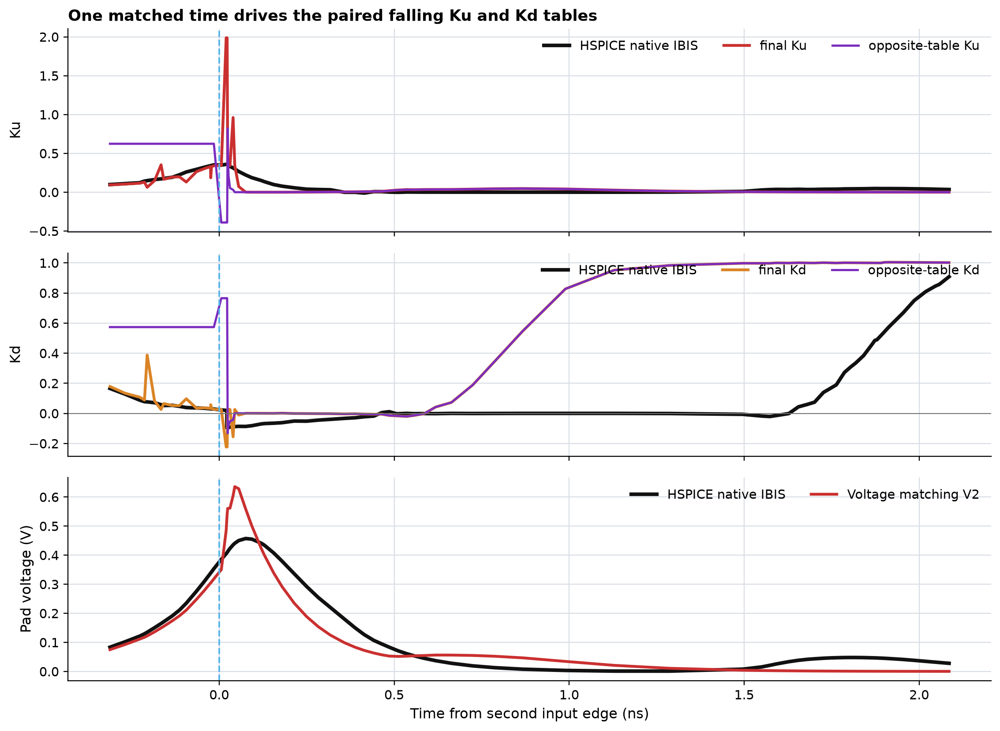 One matched time drives the paired falling Ku and Kd tables
HSPICE native IBIS final Ku opposite-table Ku
2.0
1.5
1.0
0.5
0.0
−0.5
Ku
HSPICE native IBIS final Kd opposite-table Kd
1.0
0.8
0.6
0.4
0.2
0.0
−0.2
Kd
HSPICE native IBIS Voltage matching V2
0.6
0.5
0.4
0.3
0.2
0.1
0.0
Pad voltage (V)
0.0 0.5 1.0 1.5 2.0
Time from second input edge (ns)